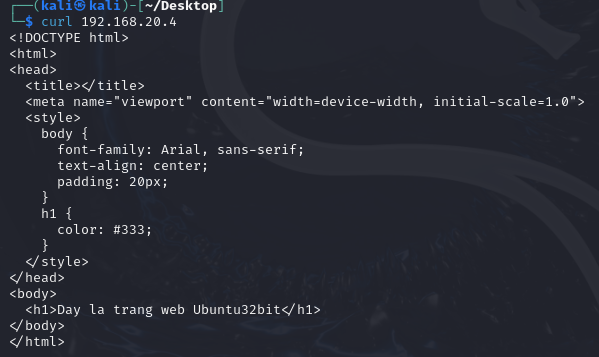 ┌──(kali㉿kali)-[~/Desktop]
└─$ curl 192.168.20.4
<!DOCTYPE html>
<html>
<head>
  <title></title>
  <meta name="viewport" content="width=device-width, initial-scale=1.0">
  <style>
    body {
      font-family: Arial, sans-serif;
      text-align: center;
      padding: 20px;
    }
    h1 {
      color: #333;
    }
  </style>
</head>
<body>
  <h1>Day la trang web Ubuntu32bit</h1>
</body>
</html>